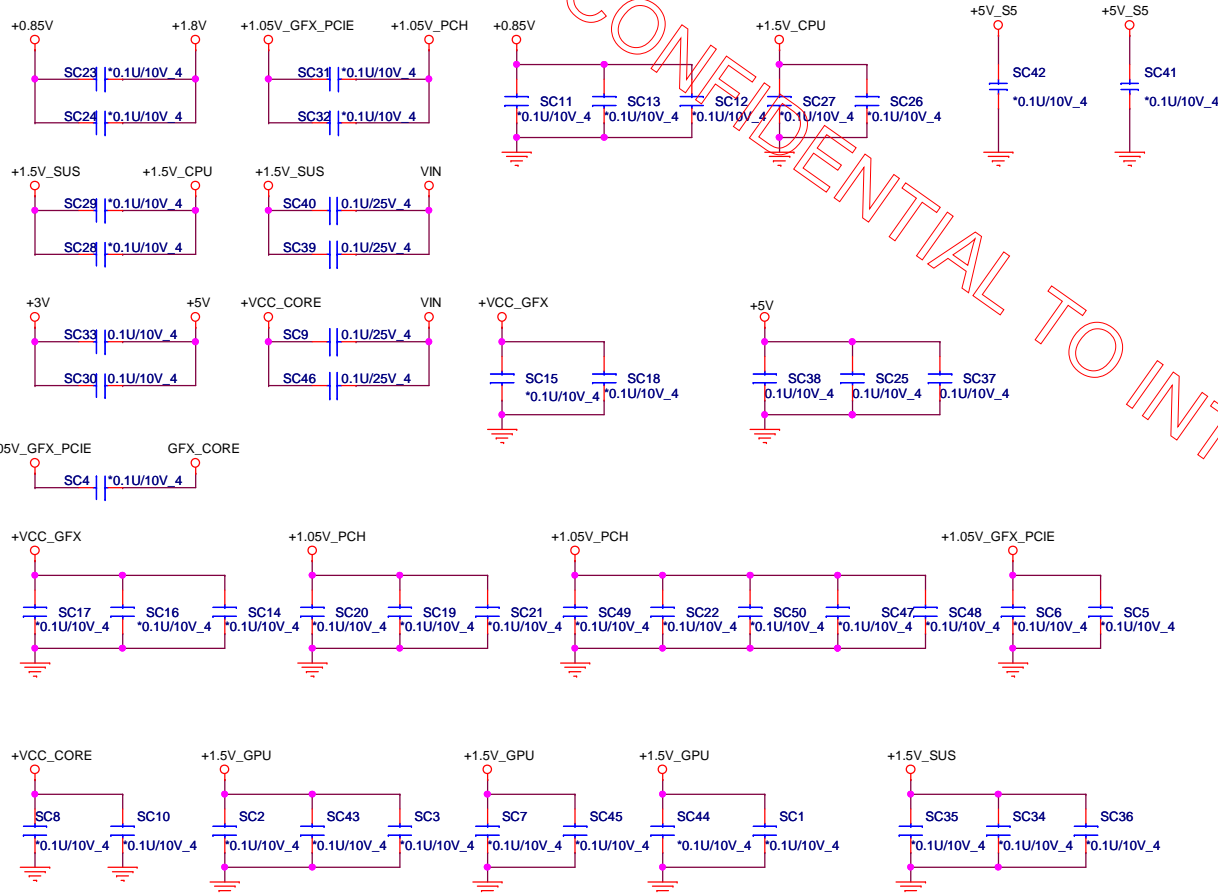 +0.85V +1.8V +1.05V_GFX_PCIE +1.05V_PCH +0.85V +1.5V_CPU +5V_S5 +5V_S5
SC23 *0.1U/10V_4 SC31 *0.1U/10V_4
SC42 *0.1U/10V_4 SC41 *0.1U/10V_4
SC24 *0.1U/10V_4 SC32 *0.1U/10V_4
SC11 SC13 SC12 SC27 SC26
*0.1U/10V_4 *0.1U/10V_4 *0.1U/10V_4 *0.1U/10V_4 *0.1U/10V_4
+1.5V_SUS +1.5V_CPU +1.5V_SUS VIN
SC29 *0.1U/10V_4 SC40 0.1U/25V_4
SC28 *0.1U/10V_4 SC39 0.1U/25V_4
+3V +5V +VCC_CORE VIN +VCC_GFX +5V
SC33 0.1U/10V_4 SC9 0.1U/25V_4
SC30 0.1U/10V_4 SC46 0.1U/25V_4
SC15 SC18 SC38 SC25 SC37
*0.1U/10V_4 *0.1U/10V_4 0.1U/10V_4 0.1U/10V_4 0.1U/10V_4
05V_GFX_PCIE GFX_CORE
SC4 *0.1U/10V_4
+VCC_GFX +1.05V_PCH +1.05V_PCH +1.05V_GFX_PCIE
SC17 SC16 SC14 SC20 SC19 SC21 SC49 SC22 SC50 SC47 SC48 SC6 SC5
*0.1U/10V_4 *0.1U/10V_4 *0.1U/10V_4 *0.1U/10V_4 *0.1U/10V_4 *0.1U/10V_4 *0.1U/10V_4 *0.1U/10V_4 *0.1U/10V_4 *0.1U/10V_4 *0.1U/10V_4 *0.1U/10V_4 *0.1U/10V_4
+VCC_CORE +1.5V_GPU +1.5V_GPU +1.5V_GPU +1.5V_SUS
SC8 SC10 SC2 SC43 SC3 SC7 SC45 SC44 SC1 SC35 SC34 SC36
*0.1U/10V_4 *0.1U/10V_4 *0.1U/10V_4 *0.1U/10V_4 *0.1U/10V_4 *0.1U/10V_4 *0.1U/10V_4 *0.1U/10V_4 *0.1U/10V_4 *0.1U/10V_4 *0.1U/10V_4 *0.1U/10V_4
CONFIDENTIAL TO INT